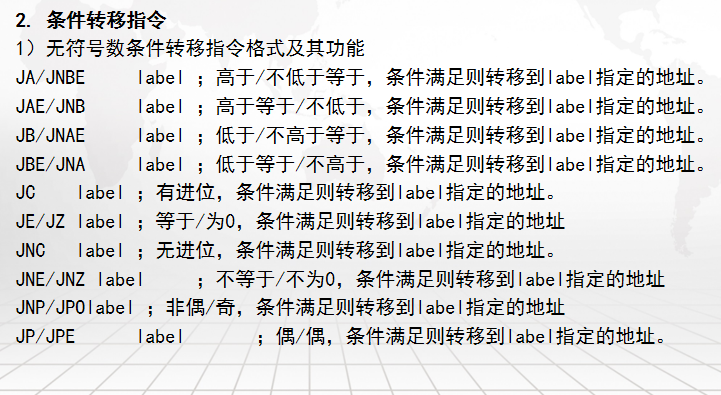 2. 条件转移指令
1）无符号数条件转移指令格式及其功能
JA/JNBE label ；高于/不低于等于，条件满足则转移到label指定的地址。
JAE/JNB label ；高于等于/不低于，条件满足则转移到label指定的地址。
JB/JNAE label ；低于/不高于等于，条件满足则转移到label指定的地址。
JBE/JNA label ；低于等于/不高于，条件满足则转移到label指定的地址。
JC label ；有进位，条件满足则转移到label指定的地址。
JE/JZ label ；等于/为0，条件满足则转移到label指定的地址
JNC label ；无进位，条件满足则转移到label指定的地址。
JNE/JNZ label ；不等于/不为0，条件满足则转移到label指定的地址
JNP/JPOlabel ；非偶/奇，条件满足则转移到label指定的地址
JP/JPE label ；偶/偶，条件满足则转移到label指定的地址。